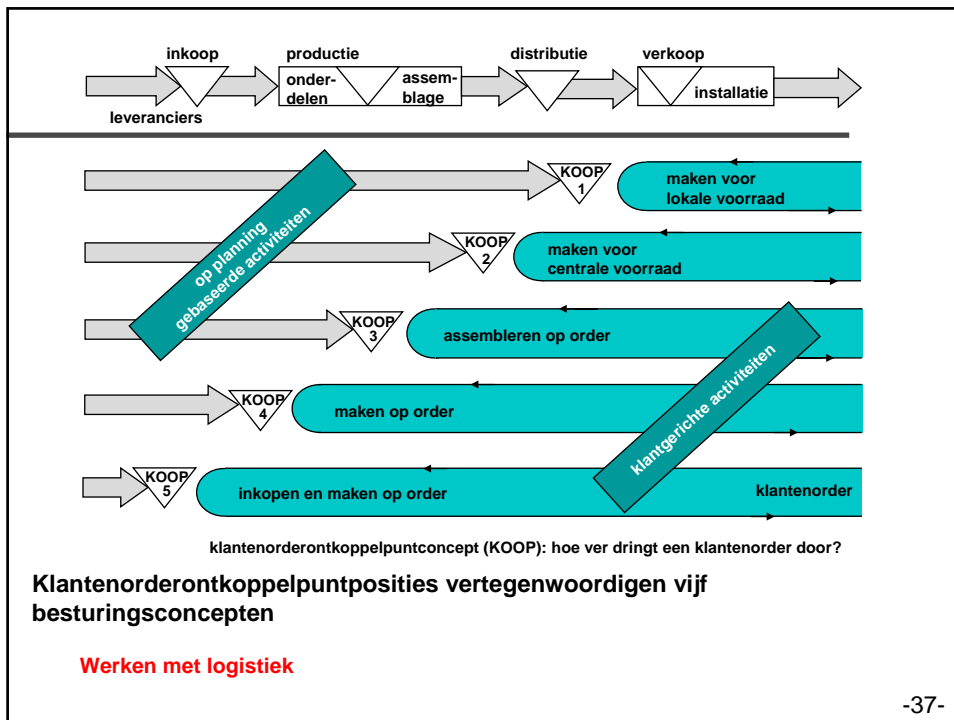 inkoop
productie
distributie
verkoop
onder-
delen
assem-
blage
installatie
leveranciers
KOOP
1
maken voor
lokale voorraad
op planning
gebaseerde activiteiten
KOOP
2
maken voor
centrale voorraad
KOOP
3
assembleren op order
klantgerichte activiteiten
KOOP
4
maken op order
KOOP
5
inkopen en maken op order
klantenorder
klantenorderontkoppelpuntconcept (KOOP): hoe ver dringt een klantenorder door?
Klantenorderontkoppelpuntposities vertegenwoordigen vijf
besturingsconcepten
Werken met logistiek
-37-